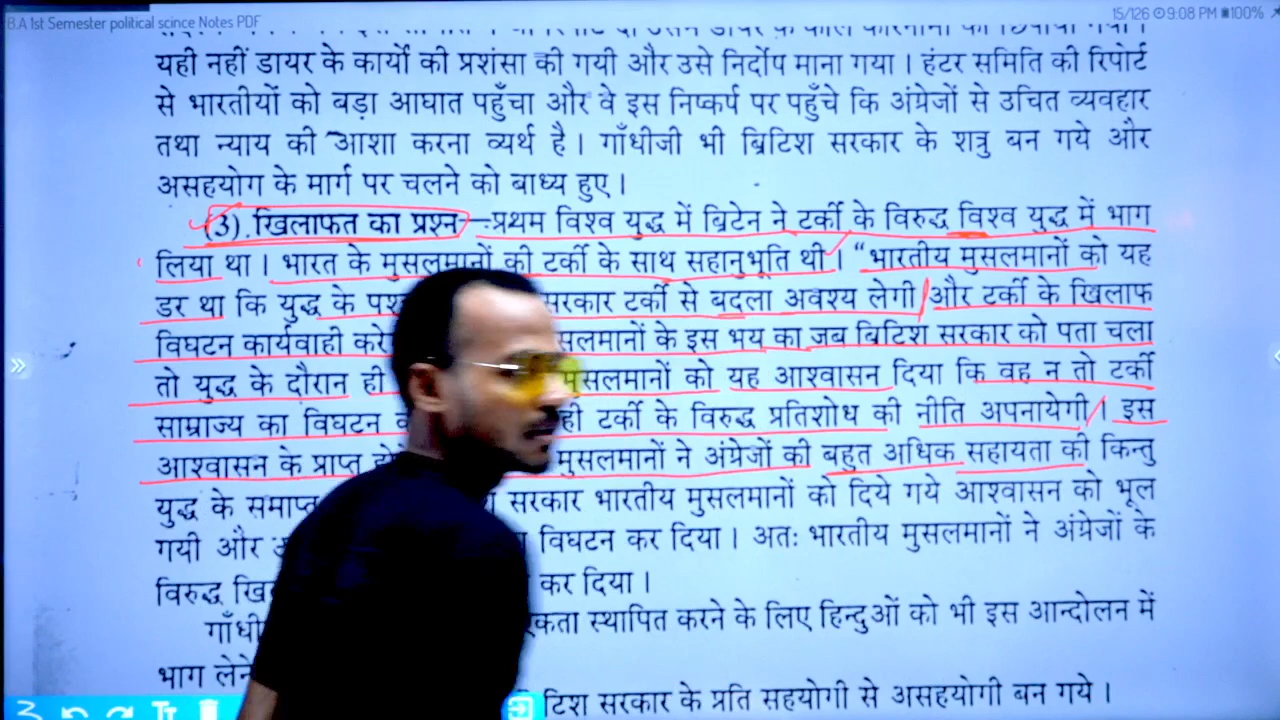 B.A 1st Semester political scince Notes PDF
15/126 9:08 PM 100%
यही नहीं डायर के कार्यों की प्रशंसा की गयी और उसे निर्दोष माना गया । हंटर समिति की रिपोर्ट
से भारतीयों को बड़ा आघात पहुँचा और वे इस निष्कर्ष पर पहुँचे कि अंग्रेजों से उचित व्यवहार
तथा न्याय की आशा करना व्यर्थ है । गाँधीजी भी ब्रिटिश सरकार के शत्रु बन गये और
असहयोग के मार्ग पर चलने को बाध्य हुए ।
(3). खिलाफत का प्रश्न—प्रथम विश्व युद्ध में ब्रिटेन ने टर्की के विरुद्ध विश्व युद्ध में भाग
लिया था । भारत के मुसलमानों की टर्की के साथ सहानुभूति थी । “भारतीय मुसलमानों को यह
डर था कि युद्ध के सरकार टर्की से बदला अवश्य लेगी और टर्की के खिलाफ
विघटन कार्यवाही करे के इस भय का जब ब्रिटिश सरकार को पता चला
तो युद्ध के दौरान ही मुसलमानों को यह आश्वासन दिया कि वह न तो टर्की
साम्राज्य का विघटन ही टर्की के विरुद्ध प्रतिशोध की नीति अपनायेगी । इस
आश्वासन के प्राप्त मुसलमानों ने अंग्रेजों की बहुत अधिक सहायता की किन्तु
युद्ध के समाप्त सरकार भारतीय मुसलमानों को दिये गये आश्वासन को भूल
गयी और विघटन कर दिया । अतः भारतीय मुसलमानों ने अंग्रेजों के
विरुद्ध कर दिया ।
गाँधी एकता स्थापित करने के लिए हिन्दुओं को भी इस आन्दोलन में
भाग लेने
टिश सरकार के प्रति सहयोगी से असहयोगी बन गये ।